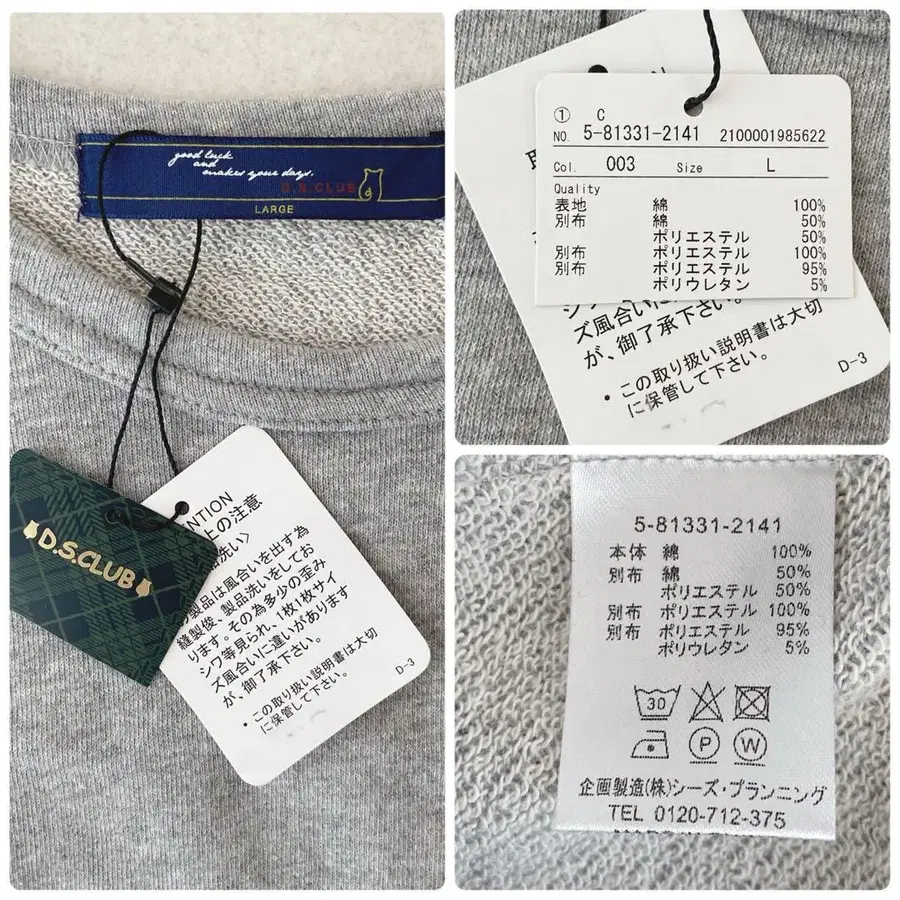 good luck
and
makes your days.
D.S.CLUB
LARGE
D.S.CLUB
NTION
上の注意
洗い〉
製品は風合いを出す為
縫製後、製品洗いをしてお
ります。その為多少の歪み
シワ等見られ、1枚1枚サイ
ズ風合いに違いがあります
が、御了承下さい。
・この取り扱い説明書は大切
に保管して下さい。
D-3
① C
NO. 5-81331-2141 2100001985622
Col. 003 Size L
Quality
表地 綿 100%
別布 綿 50%
ポリエステル 50%
別布 ポリエステル 100%
別布 ポリエステル 95%
ポリウレタン 5%
ズ風合いに
が、御了承下さい。
・この取り扱い説明書は大切
に保管して下さい。
D-3
5-81331-2141
本体 綿 100%
別布 綿 50%
ポリエステル 50%
別布 ポリエステル 100%
別布 ポリエステル 95%
ポリウレタン 5%
30
P W
企画製造(株)シーズ・プランニング
TEL 0120-712-375